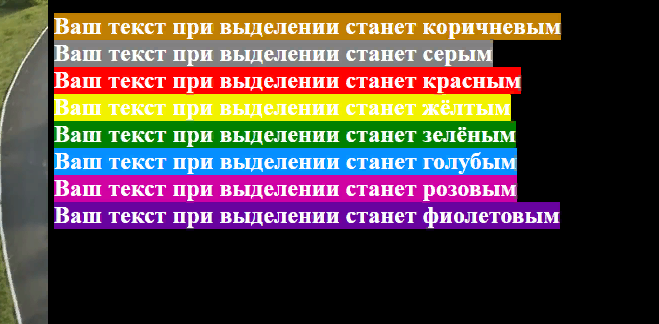 Ваш текст при выделении станет коричневым
Ваш текст при выделении станет серым
Ваш текст при выделении станет красным
Ваш текст при выделении станет жёлтым
Ваш текст при выделении станет зелёным
Ваш текст при выделении станет голубым
Ваш текст при выделении станет розовым
Ваш текст при выделении станет фиолетовым